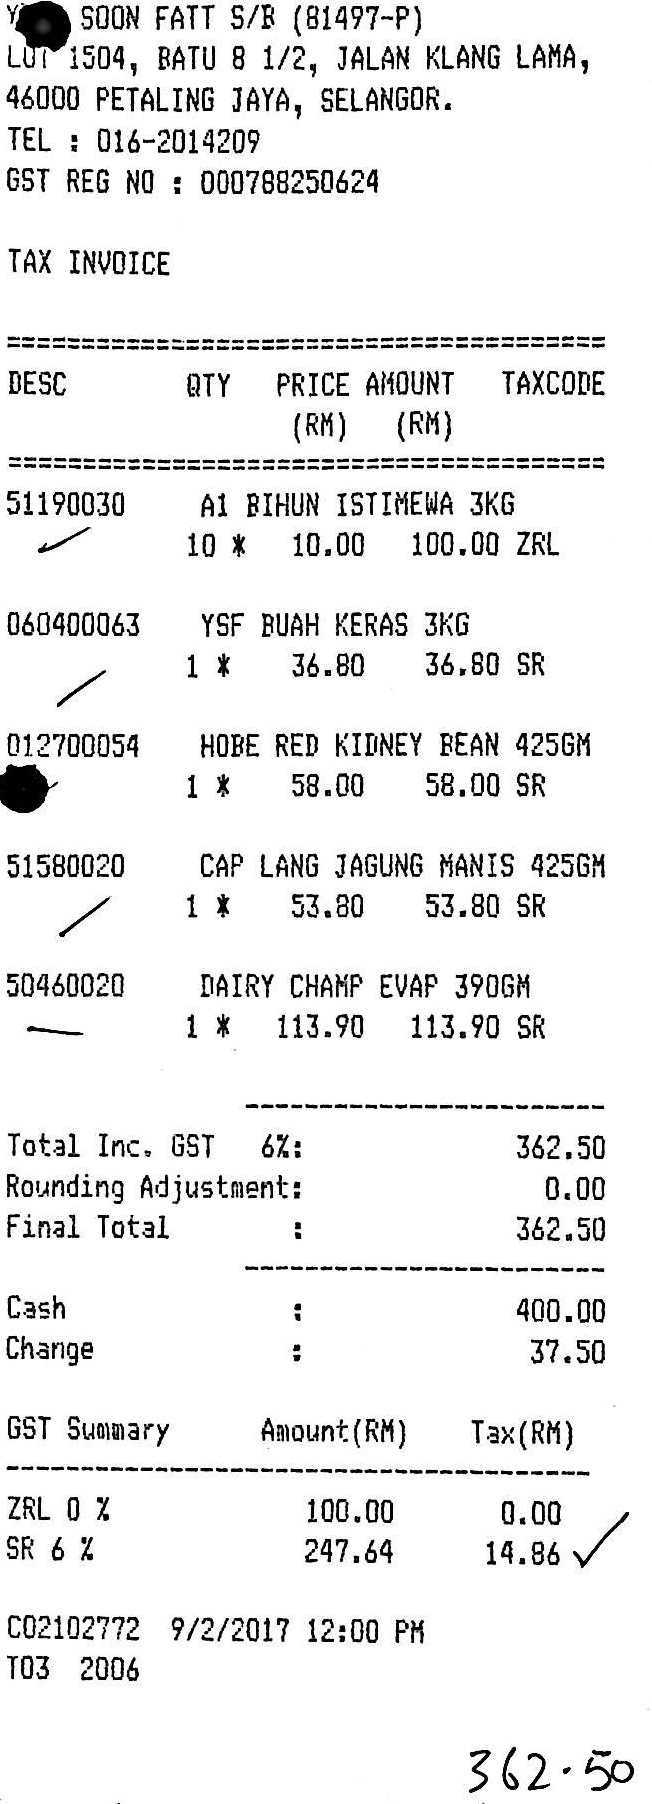 SOON FATT S/B (81497-P)
LOT 1504, BATU 8 1/2, JALAN KLANG LAMA,
46000 PETALING JAYA, SELANGOR.
TEL : 016-2014209
GST REG NO : 000788250624
TAX INVOICE
========================================
DESC QTY PRICE AMOUNT TAXCODE
(RM) (RM)
========================================
51190030 A1 BIHUN ISTIMEWA 3KG
10 * 10.00 100.00 ZRL
060400063 YSF BUAH KERAS 3KG
1 * 36.80 36.80 SR
012700054 HOBE RED KIDNEY BEAN 425GM
1 * 58.00 58.00 SR
51580020 CAP LANG JAGUNG MANIS 425GM
1 * 53.80 53.80 SR
50460020 DAIRY CHAMP EVAP 390GM
1 * 113.90 113.90 SR
------------------------
Total Inc. GST 6%: 362.50
Rounding Adjustment: 0.00
Final Total : 362.50
------------------------
Cash : 400.00
Change : 37.50
GST Summary Amount(RM) Tax(RM)
---------------------------------------
ZRL 0 % 100.00 0.00
SR 6 % 247.64 14.86
C02102772 9/2/2017 12:00 PM
T03 2006
362.50